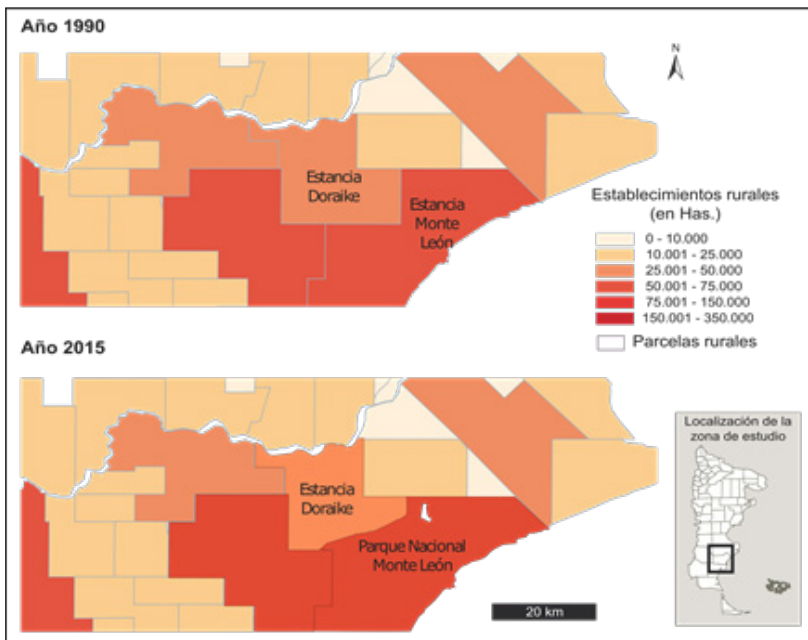 Año 1990
N
Estancia
Doraike
Estancia
Monte
León
Establecimientos rurales
(en Has.)
0 - 10.000
10.001 - 25.000
25.001 - 50.000
50.001 - 75.000
75.001 - 150.000
150.001 - 350.000
Parcelas rurales
Año 2015
Estancia
Doraike
Parque Nacional
Monte León
20 km
Localización de la
zona de estudio